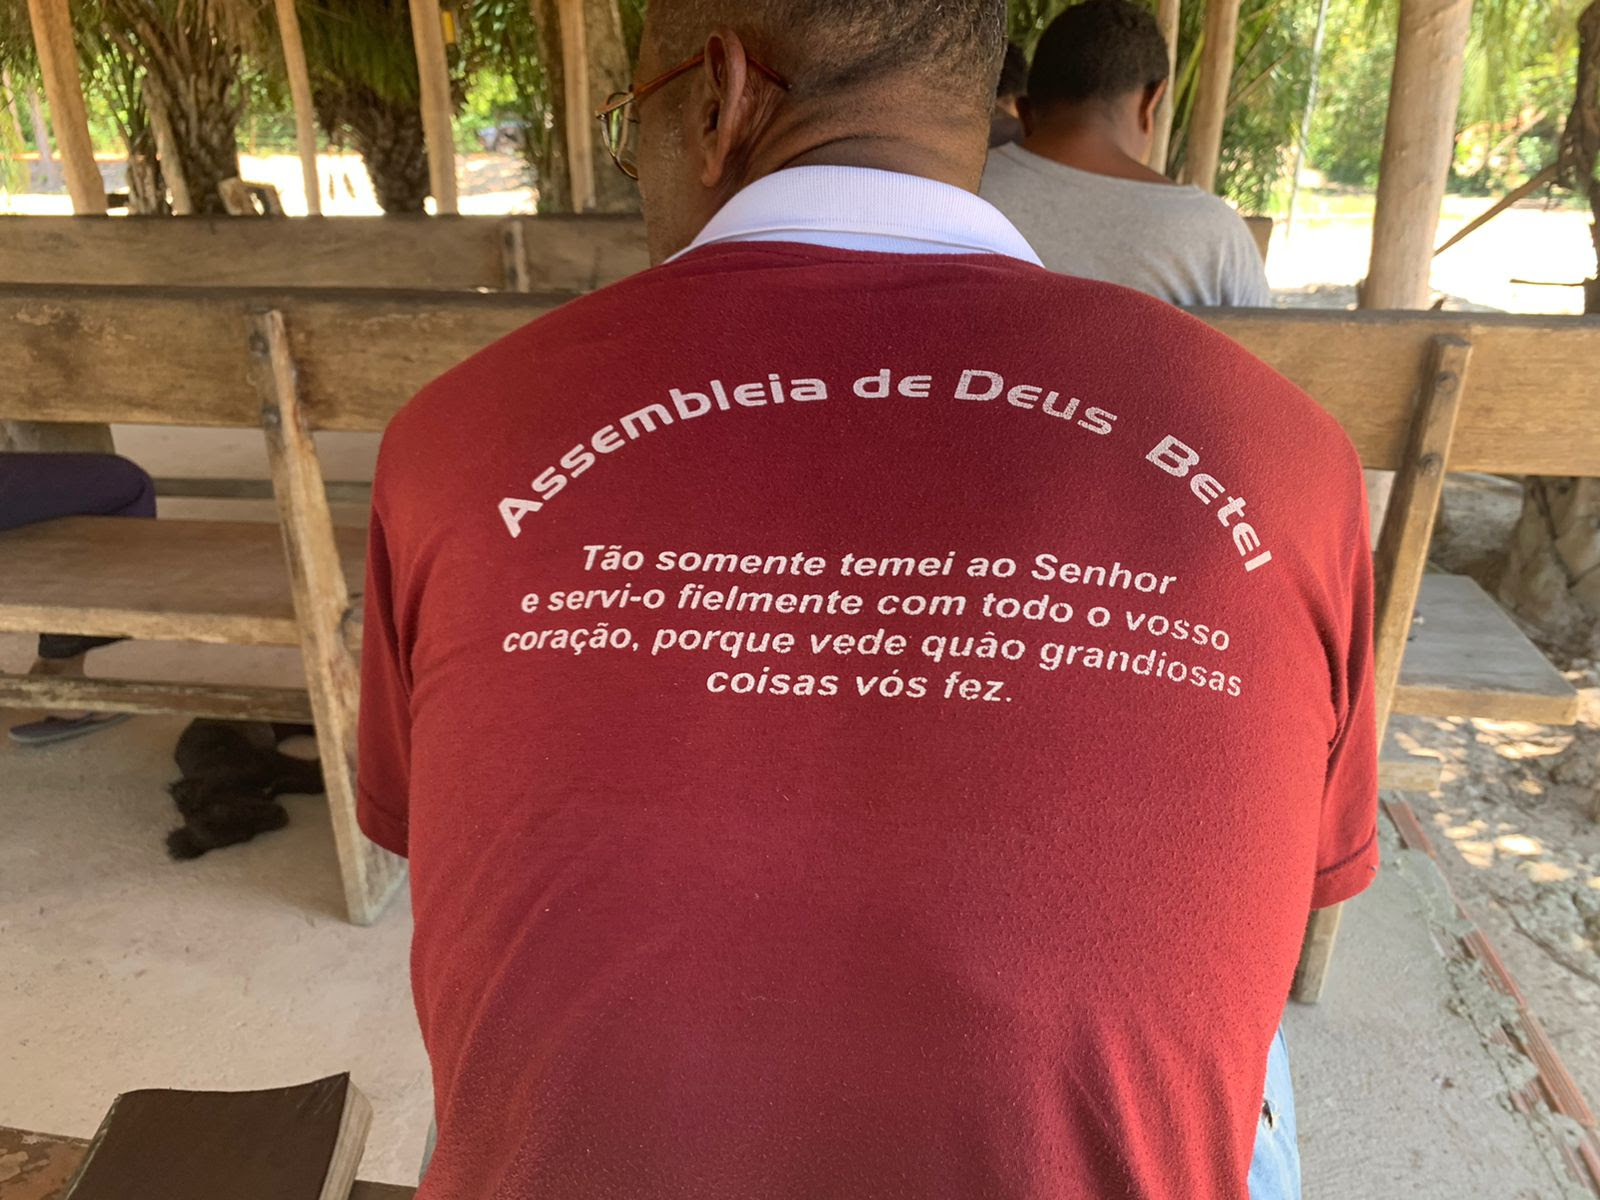 Assembleia de Deus Betel
Tão somente temei ao Senhor
e servi-o fielmente com todo o vosso
coração, porque vede quão grandiosas
coisas vós fez.